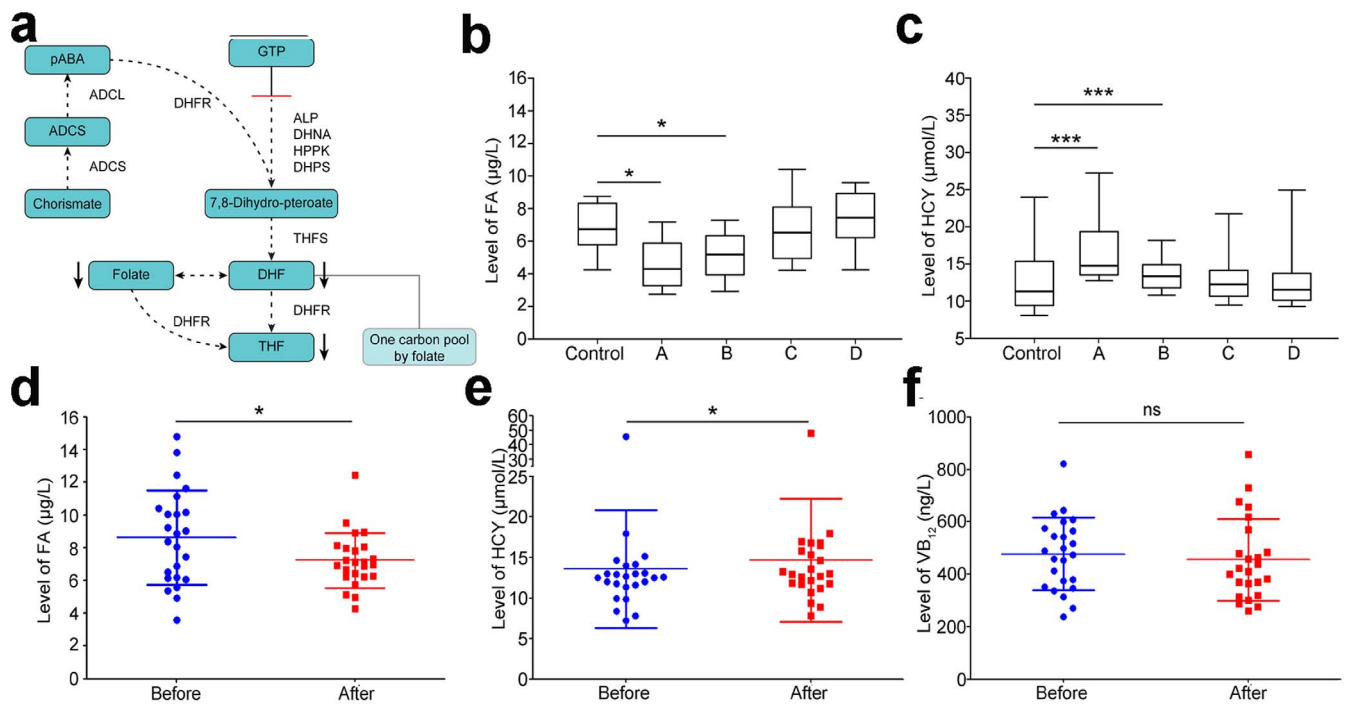 a
GTP
pABA
ADCL
DHFR
ALP
DHNA
HPPK
DHPS
ADCS
ADCS
Chorismate
7,8-Dihydro-pteroate
THFS
Folate
DHF
DHFR
DHFR
THF
One carbon pool
by folate
b
Level of FA (µg/L)
16
14
12
10
8
6
4
2
0
*
*
Control
A
B
C
D
c
Level of HCY (µmol/L)
40
35
30
25
20
15
10
5
***
***
Control
A
B
C
D
d
Level of FA (µg/L)
16
14
12
10
8
6
4
2
0
*
Before
After
e
Level of HCY (µmol/L)
60
50
40
30
25
20
15
10
5
0
*
Before
After
f
Level of VB12 (ng/L)
1000
800
600
400
200
0
ns
Before
After